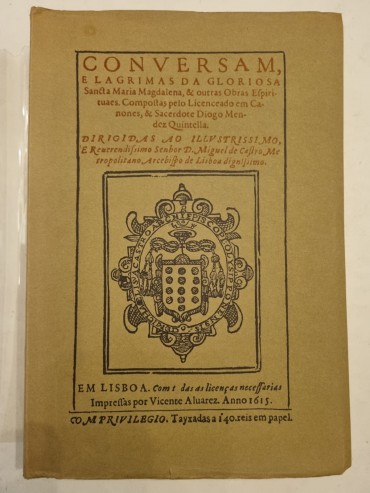 CONVERSAM,
E LAGRIMAS DA GLORIOSA
Sancta Maria Magdalena, & outras Obras Espiri-
tuaes. Compostas pelo Licenceado em Ca-
nones, & Sacerdote Diogo Men-
dez Quintella.
DIRIGIDAS AO ILLVSTRISSIMO,
E Reuerendissimo Senhor D. Miguel de Castro, Me-
tropolitano Arcebispo de Lisboa dignissimo.
EM LISBOA. Com t das as licenças necessarias
Impressas por Vicente Aluarez. Anno 1615.
COM PRIVILEGIO. Tayxadas a 140. reis em papel.